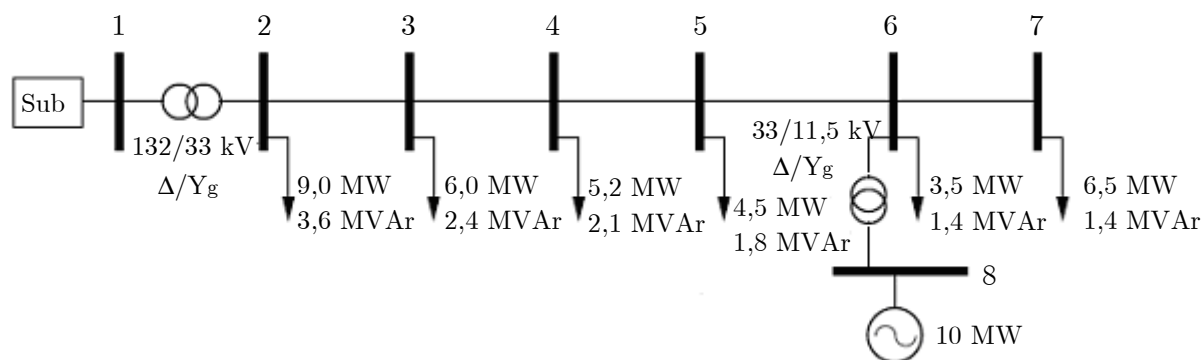 1 2 3 4 5 6 7
Sub
132/33 kV
Δ/Yg
9,0 MW
3,6 MVAr
6,0 MW
2,4 MVAr
5,2 MW
2,1 MVAr
4,5 MW
1,8 MVAr
33/11,5 kV
Δ/Yg
3,5 MW
1,4 MVAr
6,5 MW
1,4 MVAr
8
10 MW